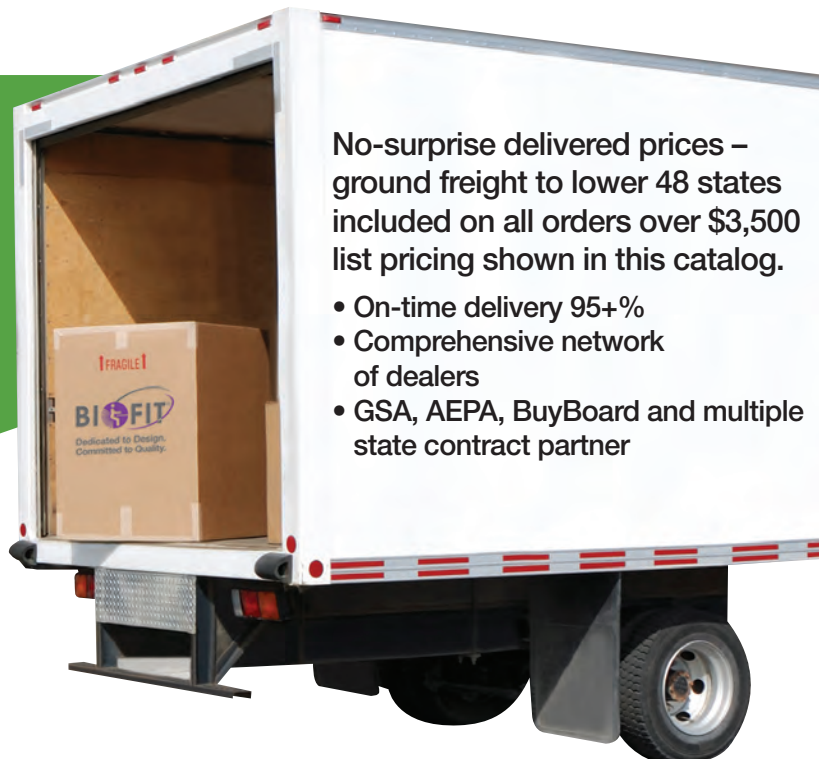 No-surprise delivered prices –
ground freight to lower 48 states
included on all orders over $3,500
list pricing shown in this catalog.
• On-time delivery 95+%
• Comprehensive network
of dealers
• GSA, AEPA, BuyBoard and multiple
state contract partner
FRAGILE
BIOFIT
Dedicated to Design.
Committed to Quality.